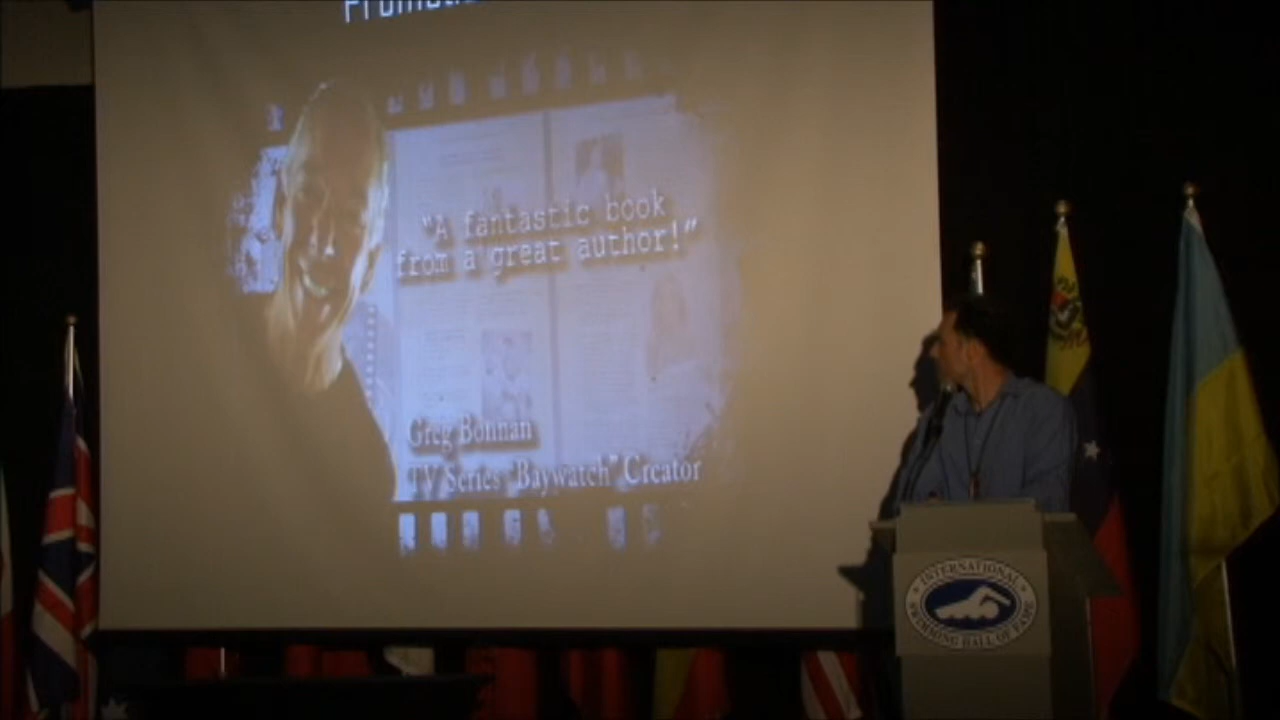 "A fantastic book
from a great author!"
Greg Bonnan
TV Series "Baywatch" Creator
INTERNATIONAL
SWIMMING HALL OF FAME